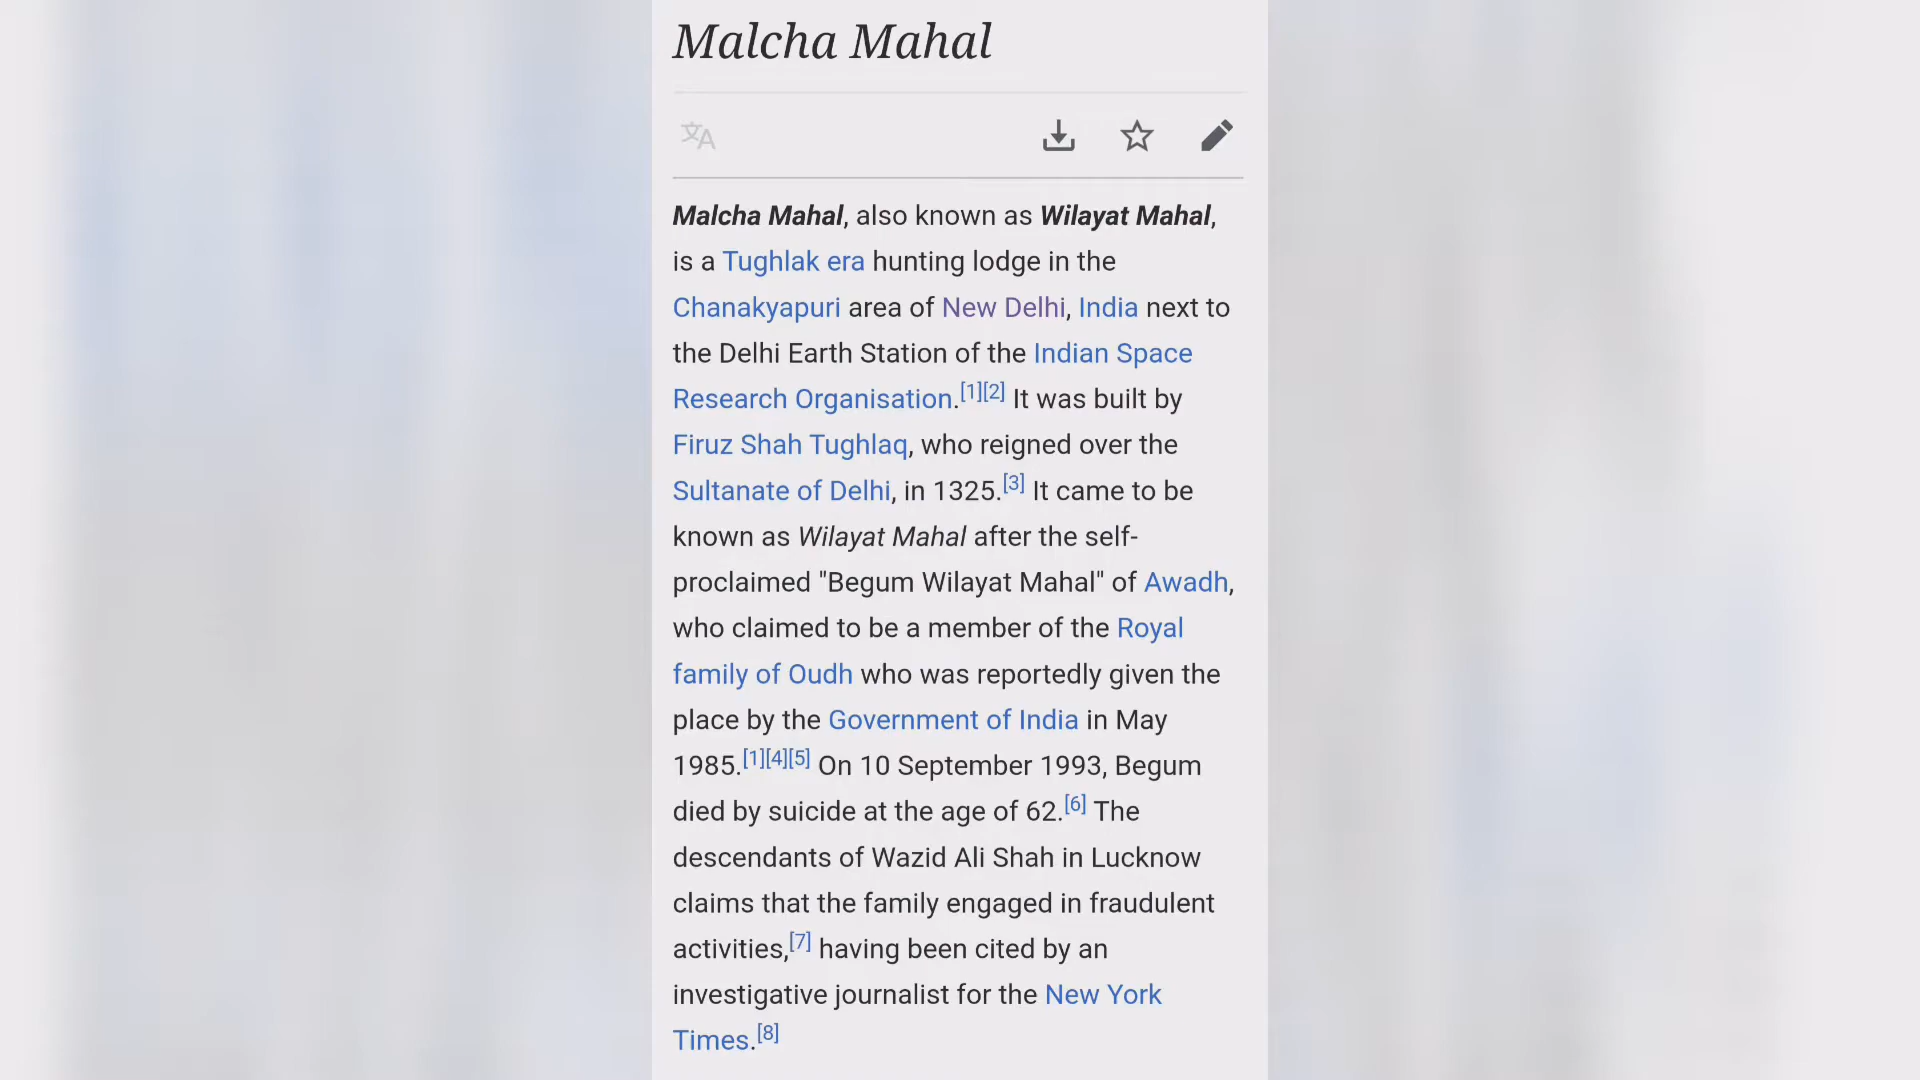 Malcha Mahal
Malcha Mahal, also known as Wilayat Mahal,
is a Tughlak era hunting lodge in the
Chanakyapuri area of New Delhi, India next to
the Delhi Earth Station of the Indian Space
Research Organisation.[1][2] It was built by
Firuz Shah Tughlaq, who reigned over the
Sultanate of Delhi, in 1325.[3] It came to be
known as Wilayat Mahal after the self-
proclaimed "Begum Wilayat Mahal" of Awadh,
who claimed to be a member of the Royal
family of Oudh who was reportedly given the
place by the Government of India in May
1985.[1][4][5] On 10 September 1993, Begum
died by suicide at the age of 62.[6] The
descendants of Wazid Ali Shah in Lucknow
claims that the family engaged in fraudulent
activities,[7] having been cited by an
investigative journalist for the New York
Times.[8]